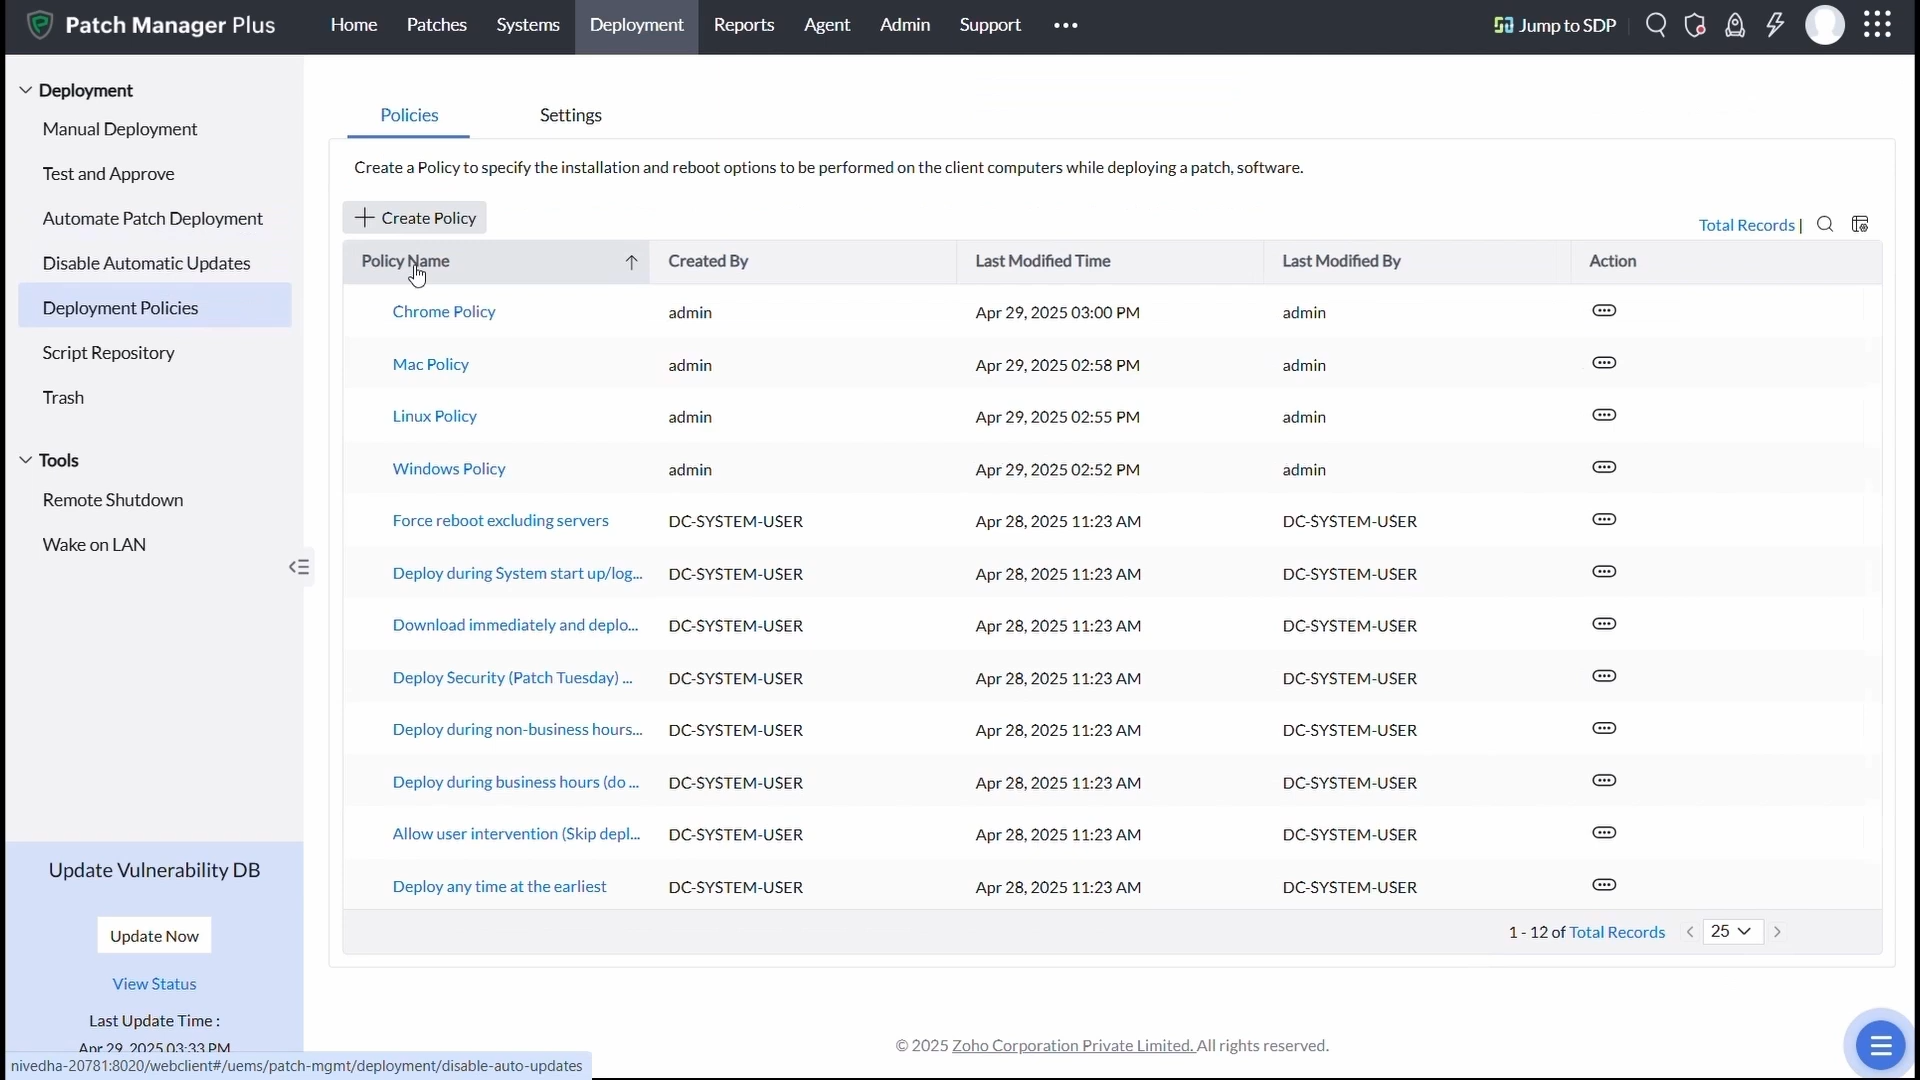 Patch Manager Plus
Home Patches Systems Deployment Reports Agent Admin Support
Jump to SDP
Deployment
Manual Deployment
Test and Approve
Automate Patch Deployment
Disable Automatic Updates
Deployment Policies
Script Repository
Trash
Tools
Remote Shutdown
Wake on LAN
Update Vulnerability DB
Update Now
View Status
Last Update Time :
Apr 29, 2025 03:33 PM
nivedha-20781:8020/webclient#/uems/patch-mgmt/deployment/disable-auto-updates
Policies Settings
Create a Policy to specify the installation and reboot options to be performed on the client computers while deploying a patch, software.
Create Policy
Total Records |
Policy Name Created By Last Modified Time Last Modified By Action
Chrome Policy admin Apr 29, 2025 03:00 PM admin
Mac Policy admin Apr 29, 2025 02:58 PM admin
Linux Policy admin Apr 29, 2025 02:55 PM admin
Windows Policy admin Apr 29, 2025 02:52 PM admin
Force reboot excluding servers DC-SYSTEM-USER Apr 28, 2025 11:23 AM DC-SYSTEM-USER
Deploy during System start up/log... DC-SYSTEM-USER Apr 28, 2025 11:23 AM DC-SYSTEM-USER
Download immediately and deplo... DC-SYSTEM-USER Apr 28, 2025 11:23 AM DC-SYSTEM-USER
Deploy Security (Patch Tuesday) ... DC-SYSTEM-USER Apr 28, 2025 11:23 AM DC-SYSTEM-USER
Deploy during non-business hours... DC-SYSTEM-USER Apr 28, 2025 11:23 AM DC-SYSTEM-USER
Deploy during business hours (do ... DC-SYSTEM-USER Apr 28, 2025 11:23 AM DC-SYSTEM-USER
Allow user intervention (Skip depl... DC-SYSTEM-USER Apr 28, 2025 11:23 AM DC-SYSTEM-USER
Deploy any time at the earliest DC-SYSTEM-USER Apr 28, 2025 11:23 AM DC-SYSTEM-USER
1 - 12 of Total Records 25
© 2025 Zoho Corporation Private Limited. All rights reserved.